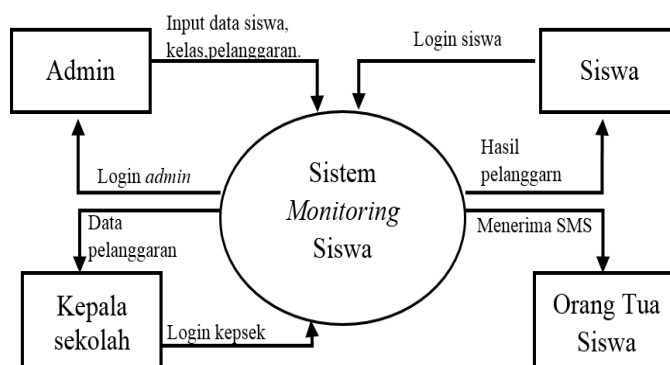 Input data siswa,
kelas,pelanggaran.
Login siswa
Admin
Siswa
Sistem
Monitoring
Siswa
Hasil
pelanggarn
Login admin
Data
pelanggaran
Menerima SMS
Kepala
sekolah
Login kepsek
Orang Tua
Siswa